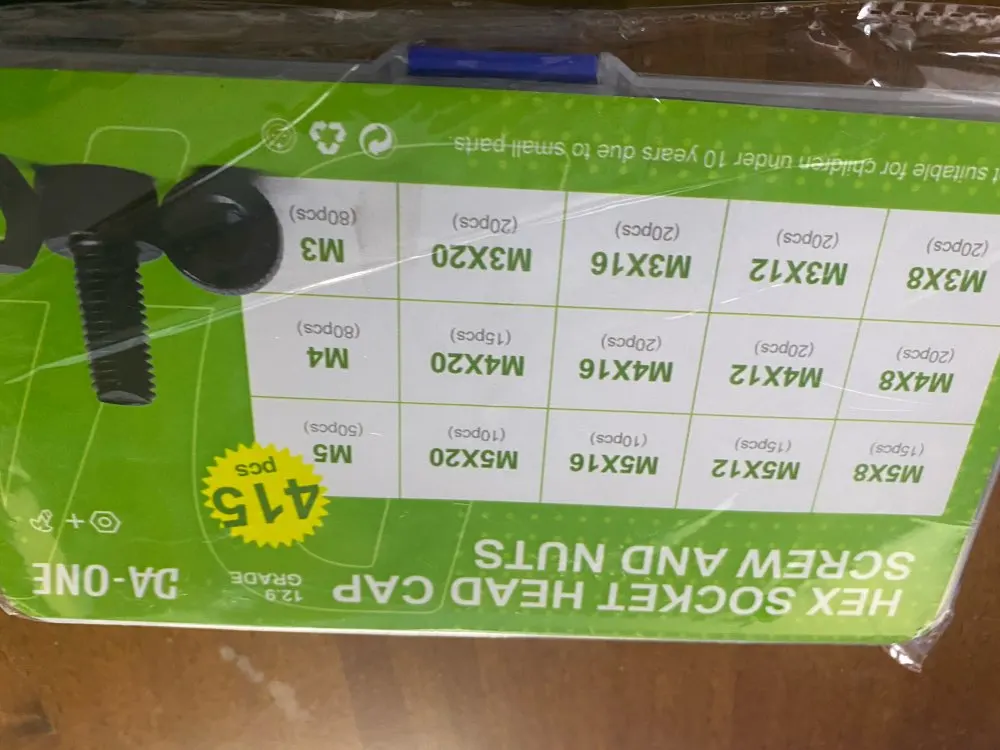 DA-ONE
12.9
GRADE
HEX SOCKET HEAD CAP
SCREW AND NUTS
415
pcs
M5X8 M5X12 M5X16 M5X20 M5
(15pcs) (15pcs) (10pcs) (10pcs) (50pcs)
M4X8 M4X12 M4X16 M4X20 M4
(20pcs) (20pcs) (20pcs) (15pcs) (80pcs)
M3X8 M3X12 M3X16 M3X20 M3
(20pcs) (20pcs) (20pcs) (20pcs) (80pcs)
suitable for children under 10 years due to small parts